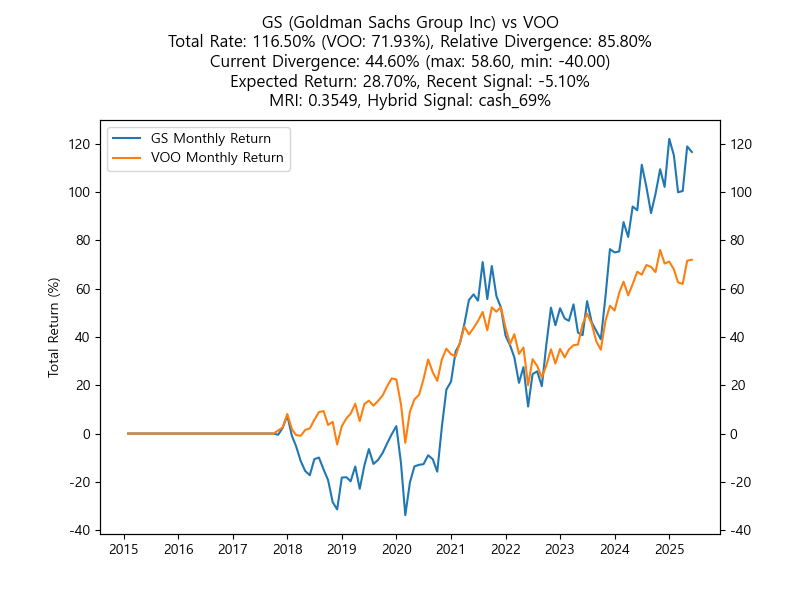 GS (Goldman Sachs Group Inc) vs VOO
Total Rate: 116.50% (VOO: 71.93%), Relative Divergence: 85.80%
Current Divergence: 44.60% (max: 58.60, min: -40.00)
Expected Return: 28.70%, Recent Signal: -5.10%
MRI: 0.3549, Hybrid Signal: cash_69%
GS Monthly Return
VOO Monthly Return
Total Return (%)
120 120
100 100
80 80
60 60
40 40
20 20
0 0
-20 -20
-40 -40
2015 2016 2017 2018 2019 2020 2021 2022 2023 2024 2025